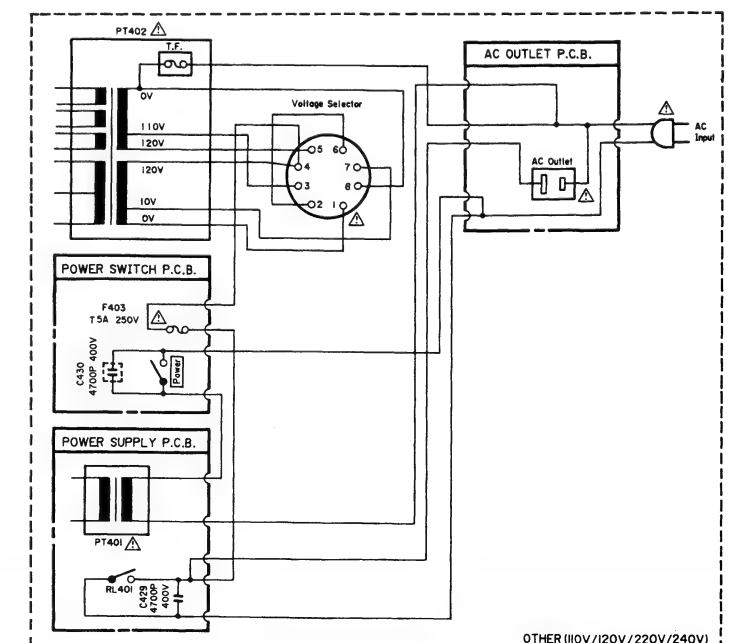 PT402
T.F.
0V
110V
120V
120V
10V
0V
Voltage Selector
5 6
4 7
3 8
2 1
AC OUTLET P.C.B.
AC Outlet
AC
Input
POWER SWITCH P.C.B.
F403
T5A 250V
C430
4700P 400V
Power
POWER SUPPLY P.C.B.
PT401
RL401
C429
4700P
400V
OTHER (110V/120V/220V/240V)